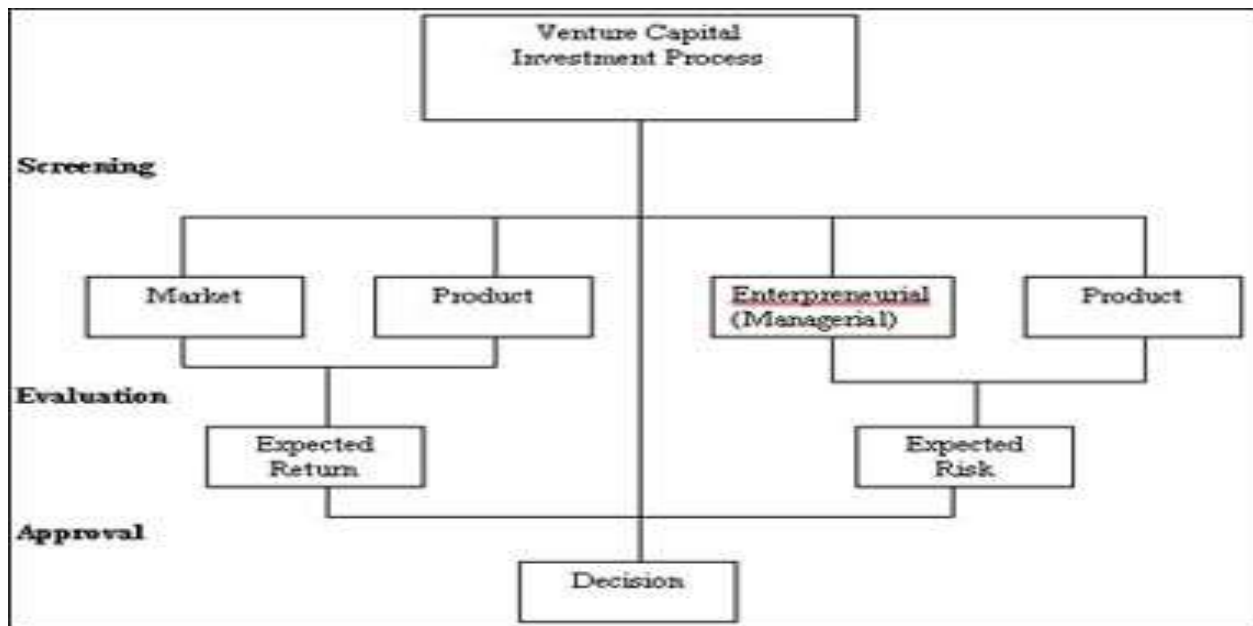 Venture Capital
Investment Process
Screening
Market
Product
Enterpreneurial
(Managerial)
Product
Evaluation
Expected
Return
Expected
Risk
Approval
Decision